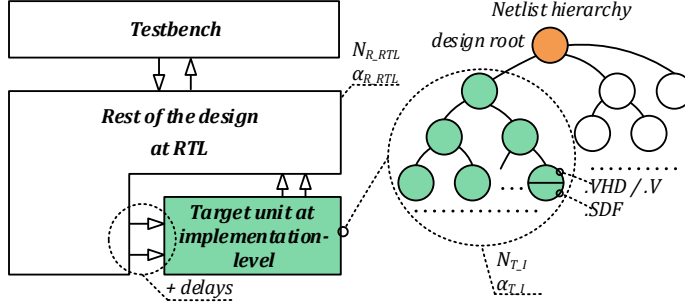 Testbench
Rest of the design
at RTL
Target unit at
implementation-
level
+ delays
N_R_RTL
α_R_RTL
Netlist hierarchy
design root
...
VHD / .V
SDF
N_T_I
α_T_I